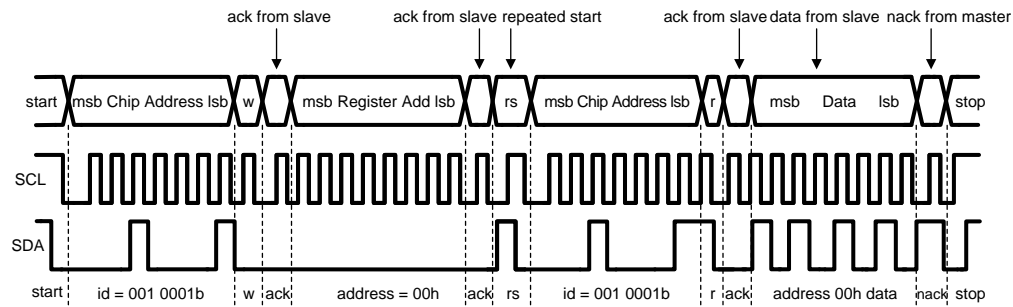 ack from slave ack from slave repeated start ack from slave data from slave nack from master
start msb Chip Address lsb w msb Register Add lsb rs msb Chip Address lsb r msb Data lsb stop
SCL
SDA
start id = 001 0001b w ack address = 00h ack rs id = 001 0001b r ack address 00h data nack stop